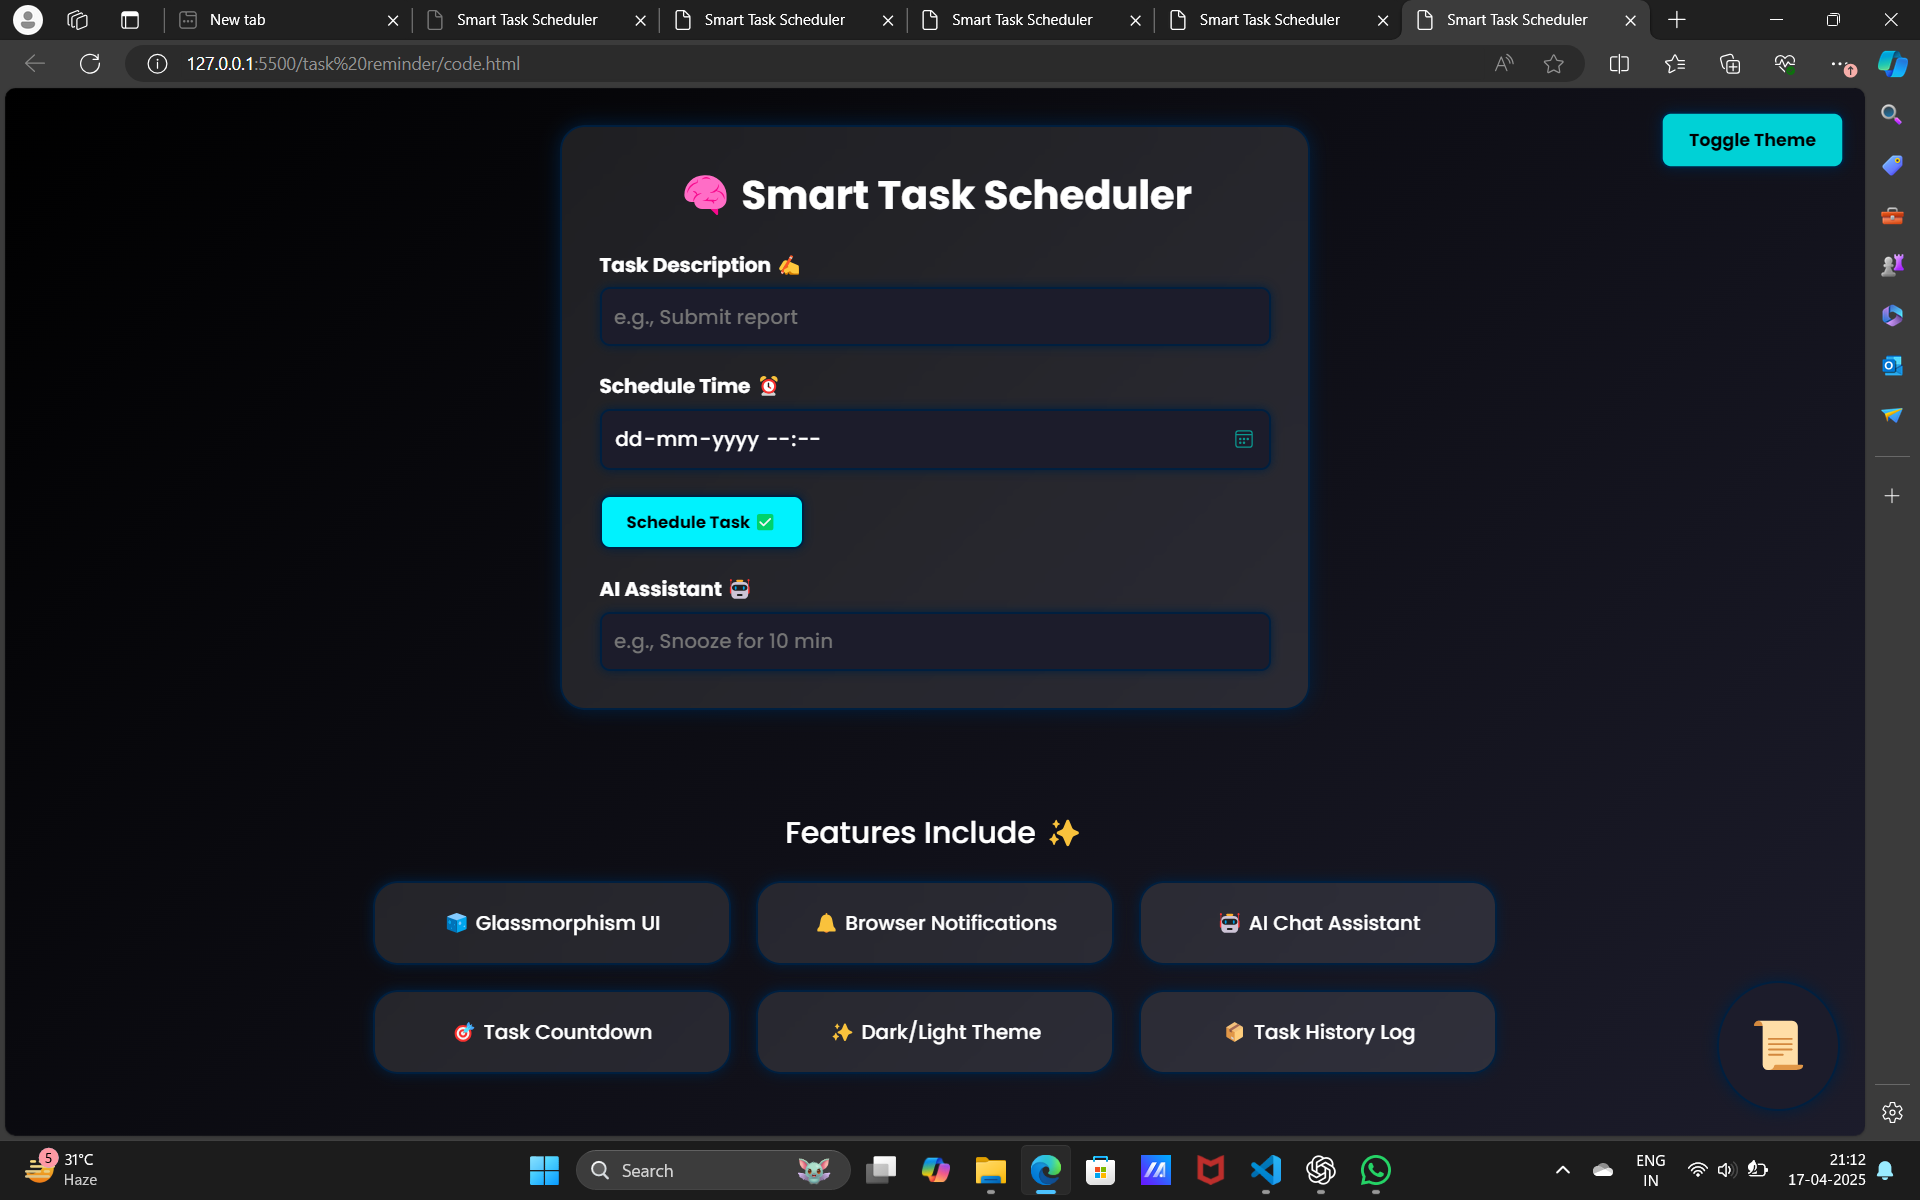 New tab
Smart Task Scheduler
Smart Task Scheduler
Smart Task Scheduler
Smart Task Scheduler
Smart Task Scheduler
127.0.0.1:5500/task%20reminder/code.html
Toggle Theme
🧠 Smart Task Scheduler
Task Description ✍️
e.g., Submit report
Schedule Time ⏰
dd-mm-yyyy --:--
Schedule Task ✅
AI Assistant 🤖
e.g., Snooze for 10 min
Features Include ✨
🧊 Glassmorphism UI
🔔 Browser Notifications
🤖 AI Chat Assistant
🎯 Task Countdown
✨ Dark/Light Theme
📦 Task History Log
5
31°C
Haze
Search
ENG
IN
21:12
17-04-2025